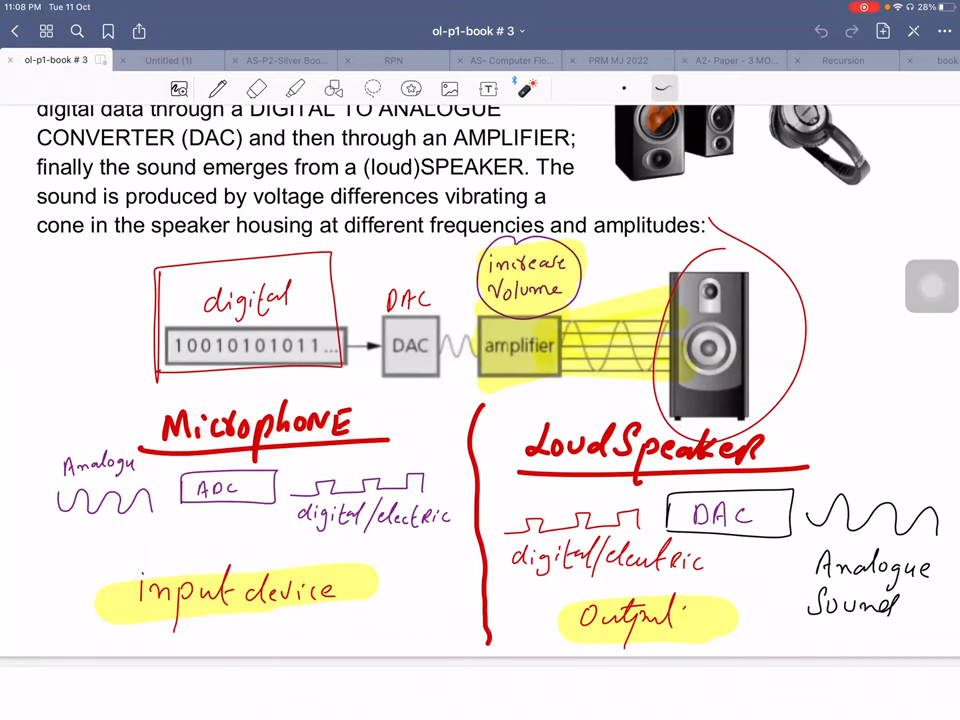 11:08 PM Tue 11 Oct
28%
ol-p1-book # 3
ol-p1-book # 3
Untitled (1)
AS-P2-Silver Boo...
RPN
AS- Computer Flo...
PRM MJ 2022
A2- Paper - 3 MO...
Recursion
book
digital data through a DIGITAL TO ANALOGUE
CONVERTER (DAC) and then through an AMPLIFIER;
finally the sound emerges from a (loud)SPEAKER. The
sound is produced by voltage differences vibrating a
cone in the speaker housing at different frequencies and amplitudes:
increase
Volume
digital
DAC
10010101011...
DAC
amplifier
MicrophonE
LoudSpeakeR
Analogu
ADC
digital/electRic
DAC
digital/elentRic
Analogue
Sound
input device
Output